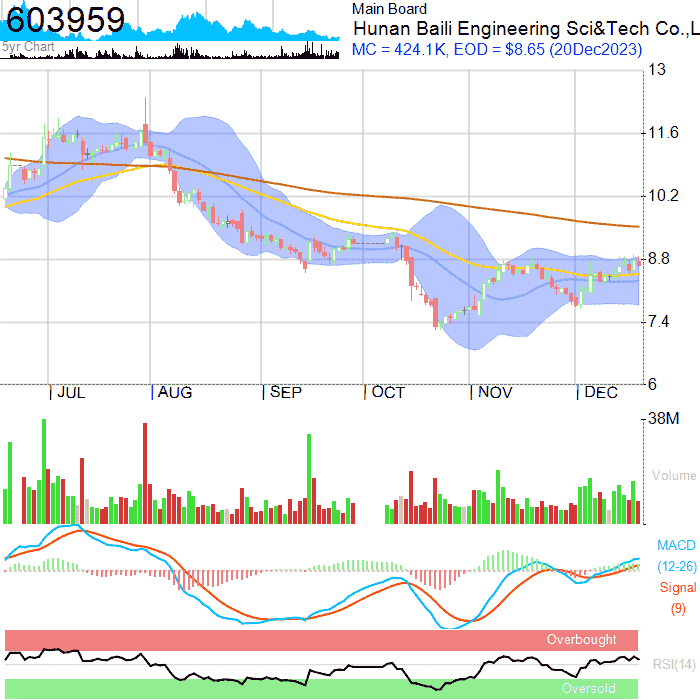 603959
5yr Chart
Main Board
Hunan Baili Engineering Sci&Tech Co.,L
MC = 424.1K, EOD = $8.65 (20Dec2023)
13
11.6
10.2
8.8
7.4
6
JUL AUG SEP OCT NOV DEC
38M
Volume
MACD
(12-26)
Signal
(9)
Overbought
RSI(14)
Oversold